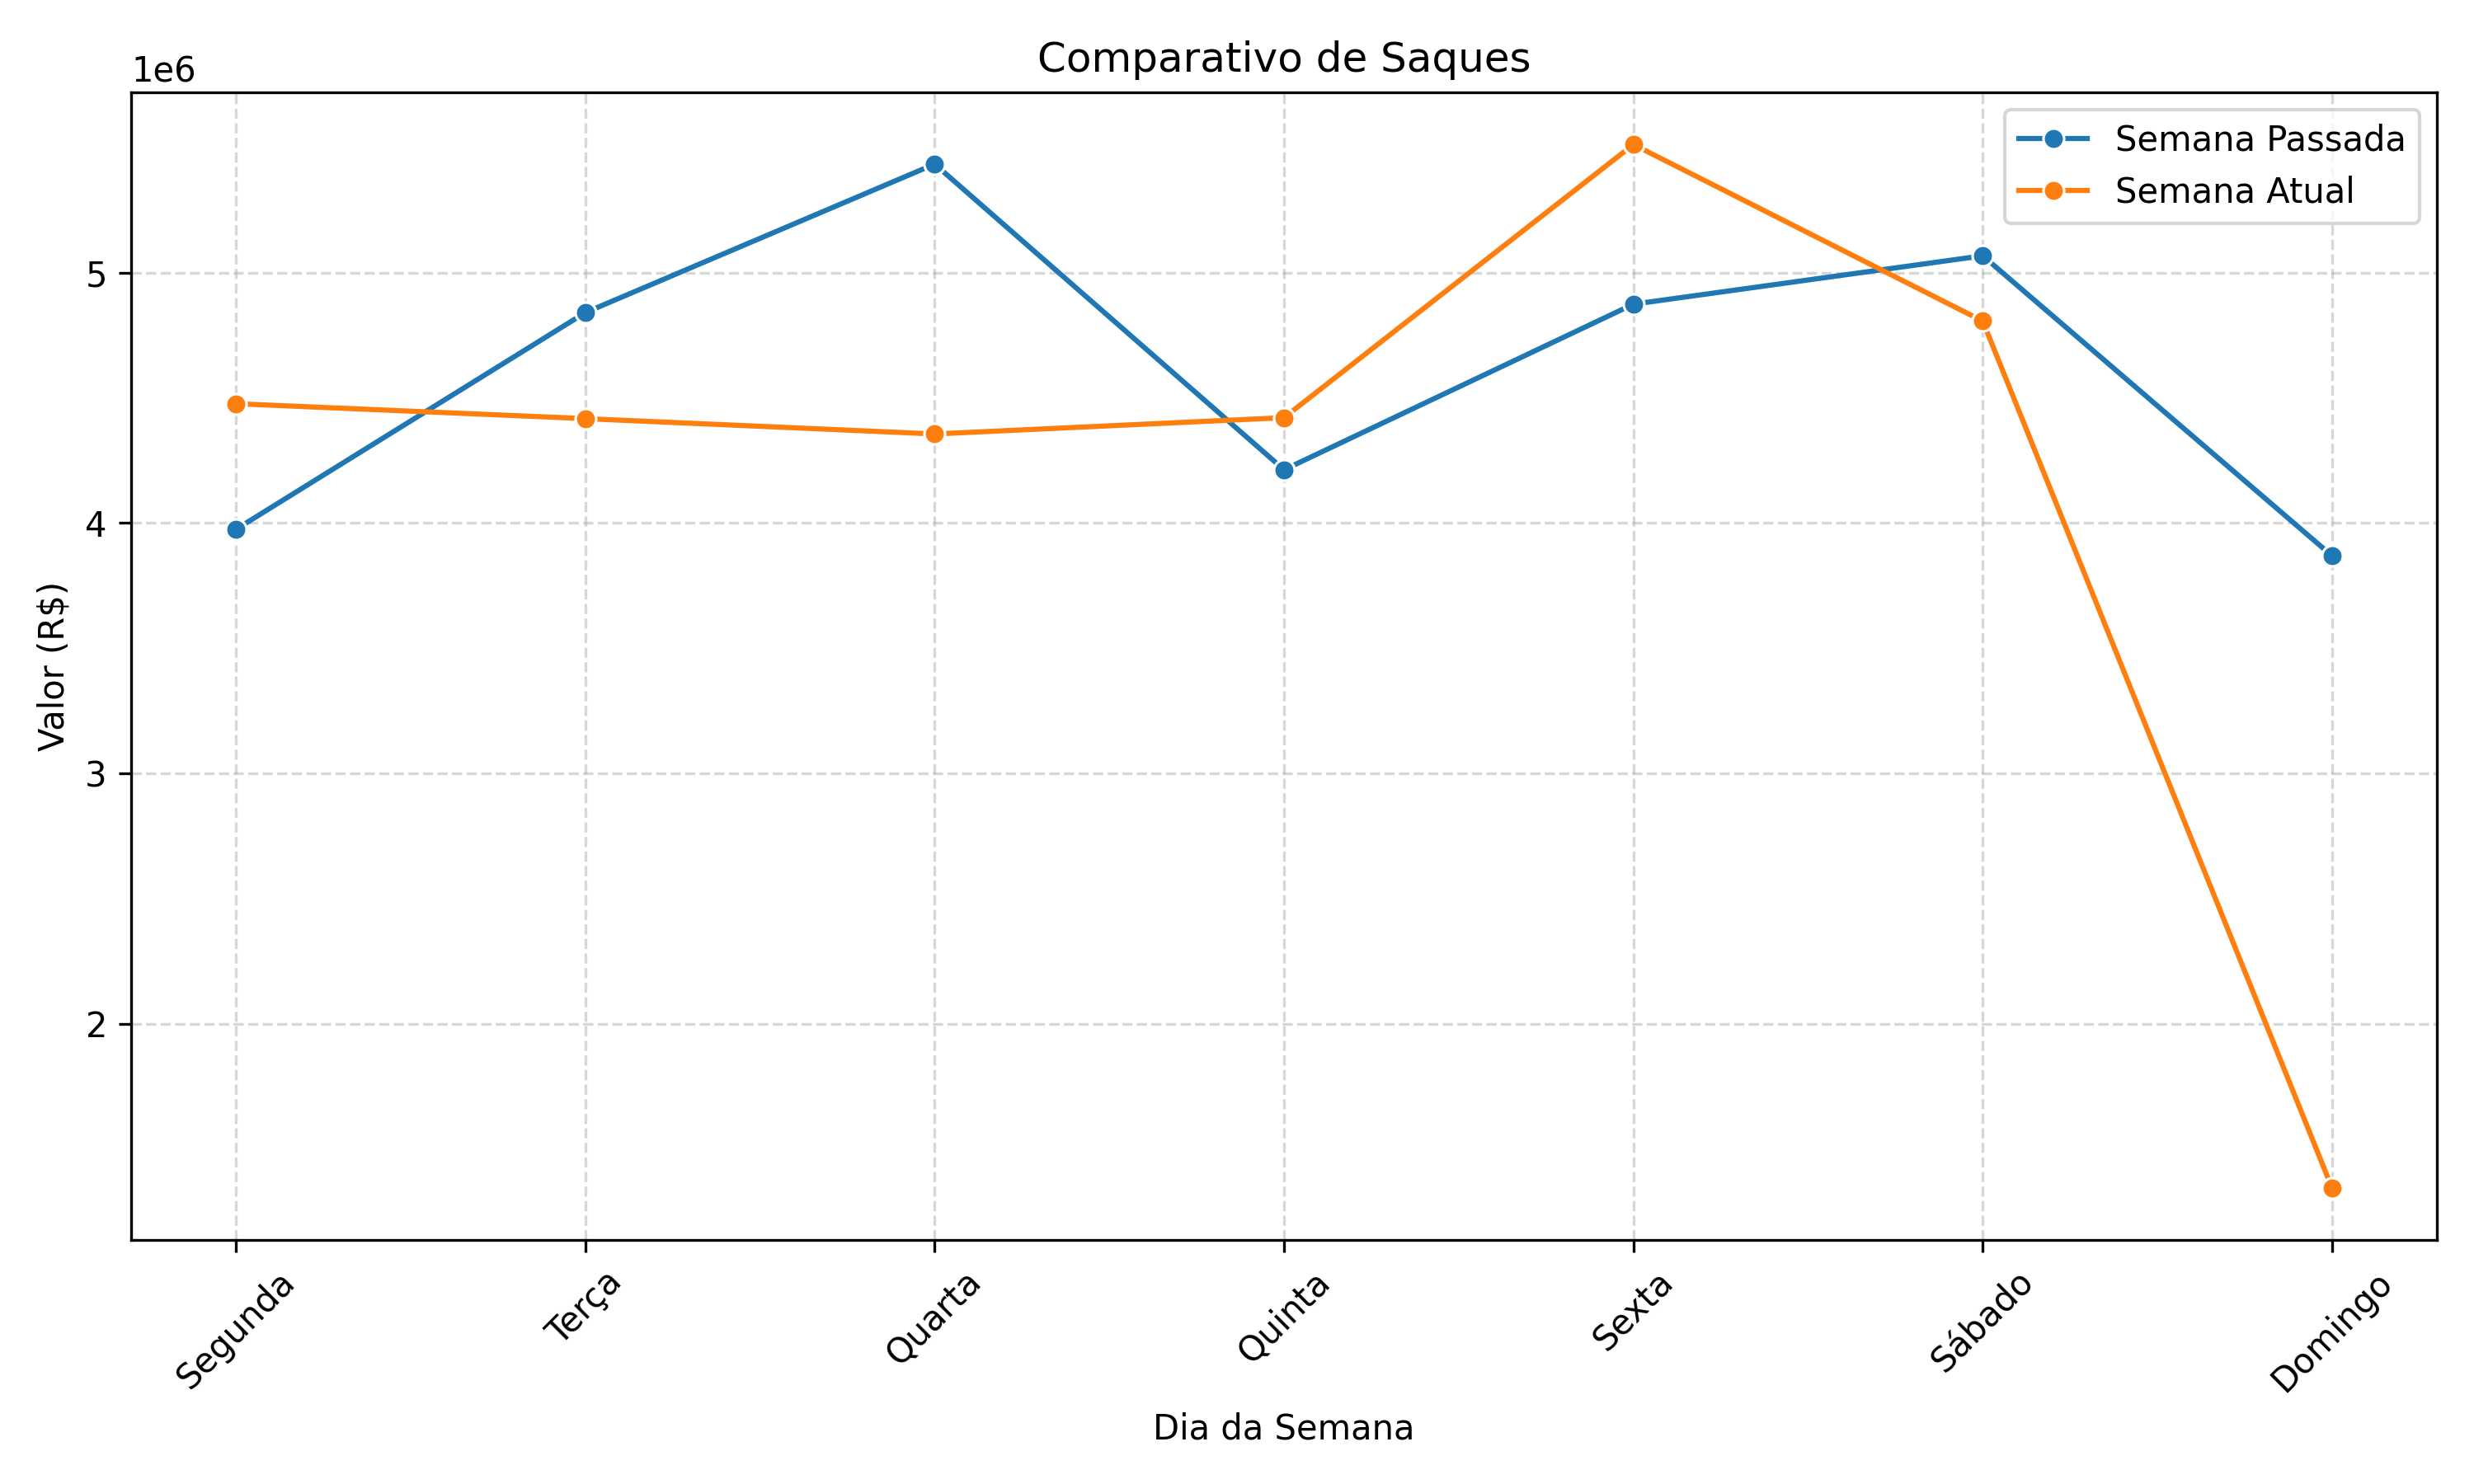 Comparativo de Saques
1e6
Semana Passada
Semana Atual
5
4
3
2
Valor (R$)
Segunda
Terça
Quarta
Quinta
Sexta
Sábado
Domingo
Dia da Semana